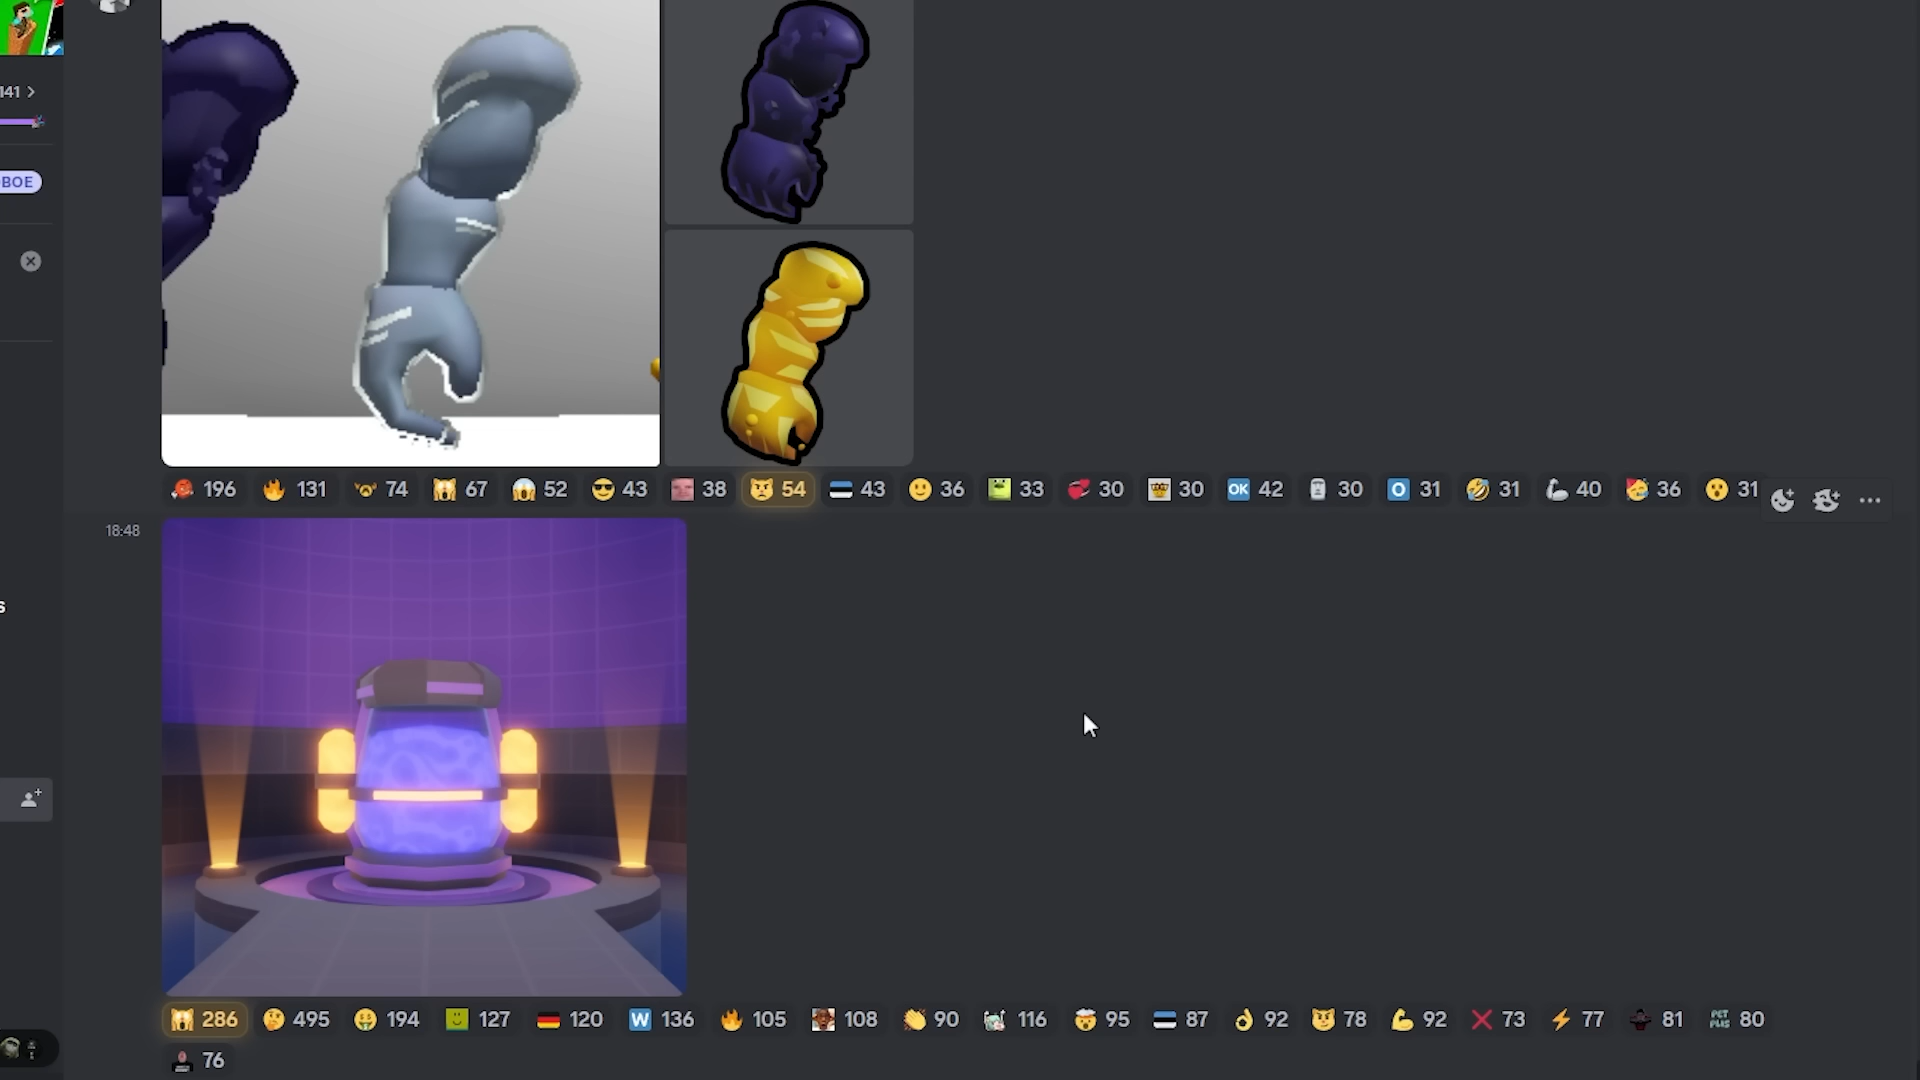 141
BOE
196 131 74 67 52 43 38 54 43 36 33 30 30 OK 42 30 O 31 31 40 36 31
18:48
s
286 495 194 127 120 W 136 105 108 90 116 95 87 92 78 92 73 77 81 PET PLIS 80
76